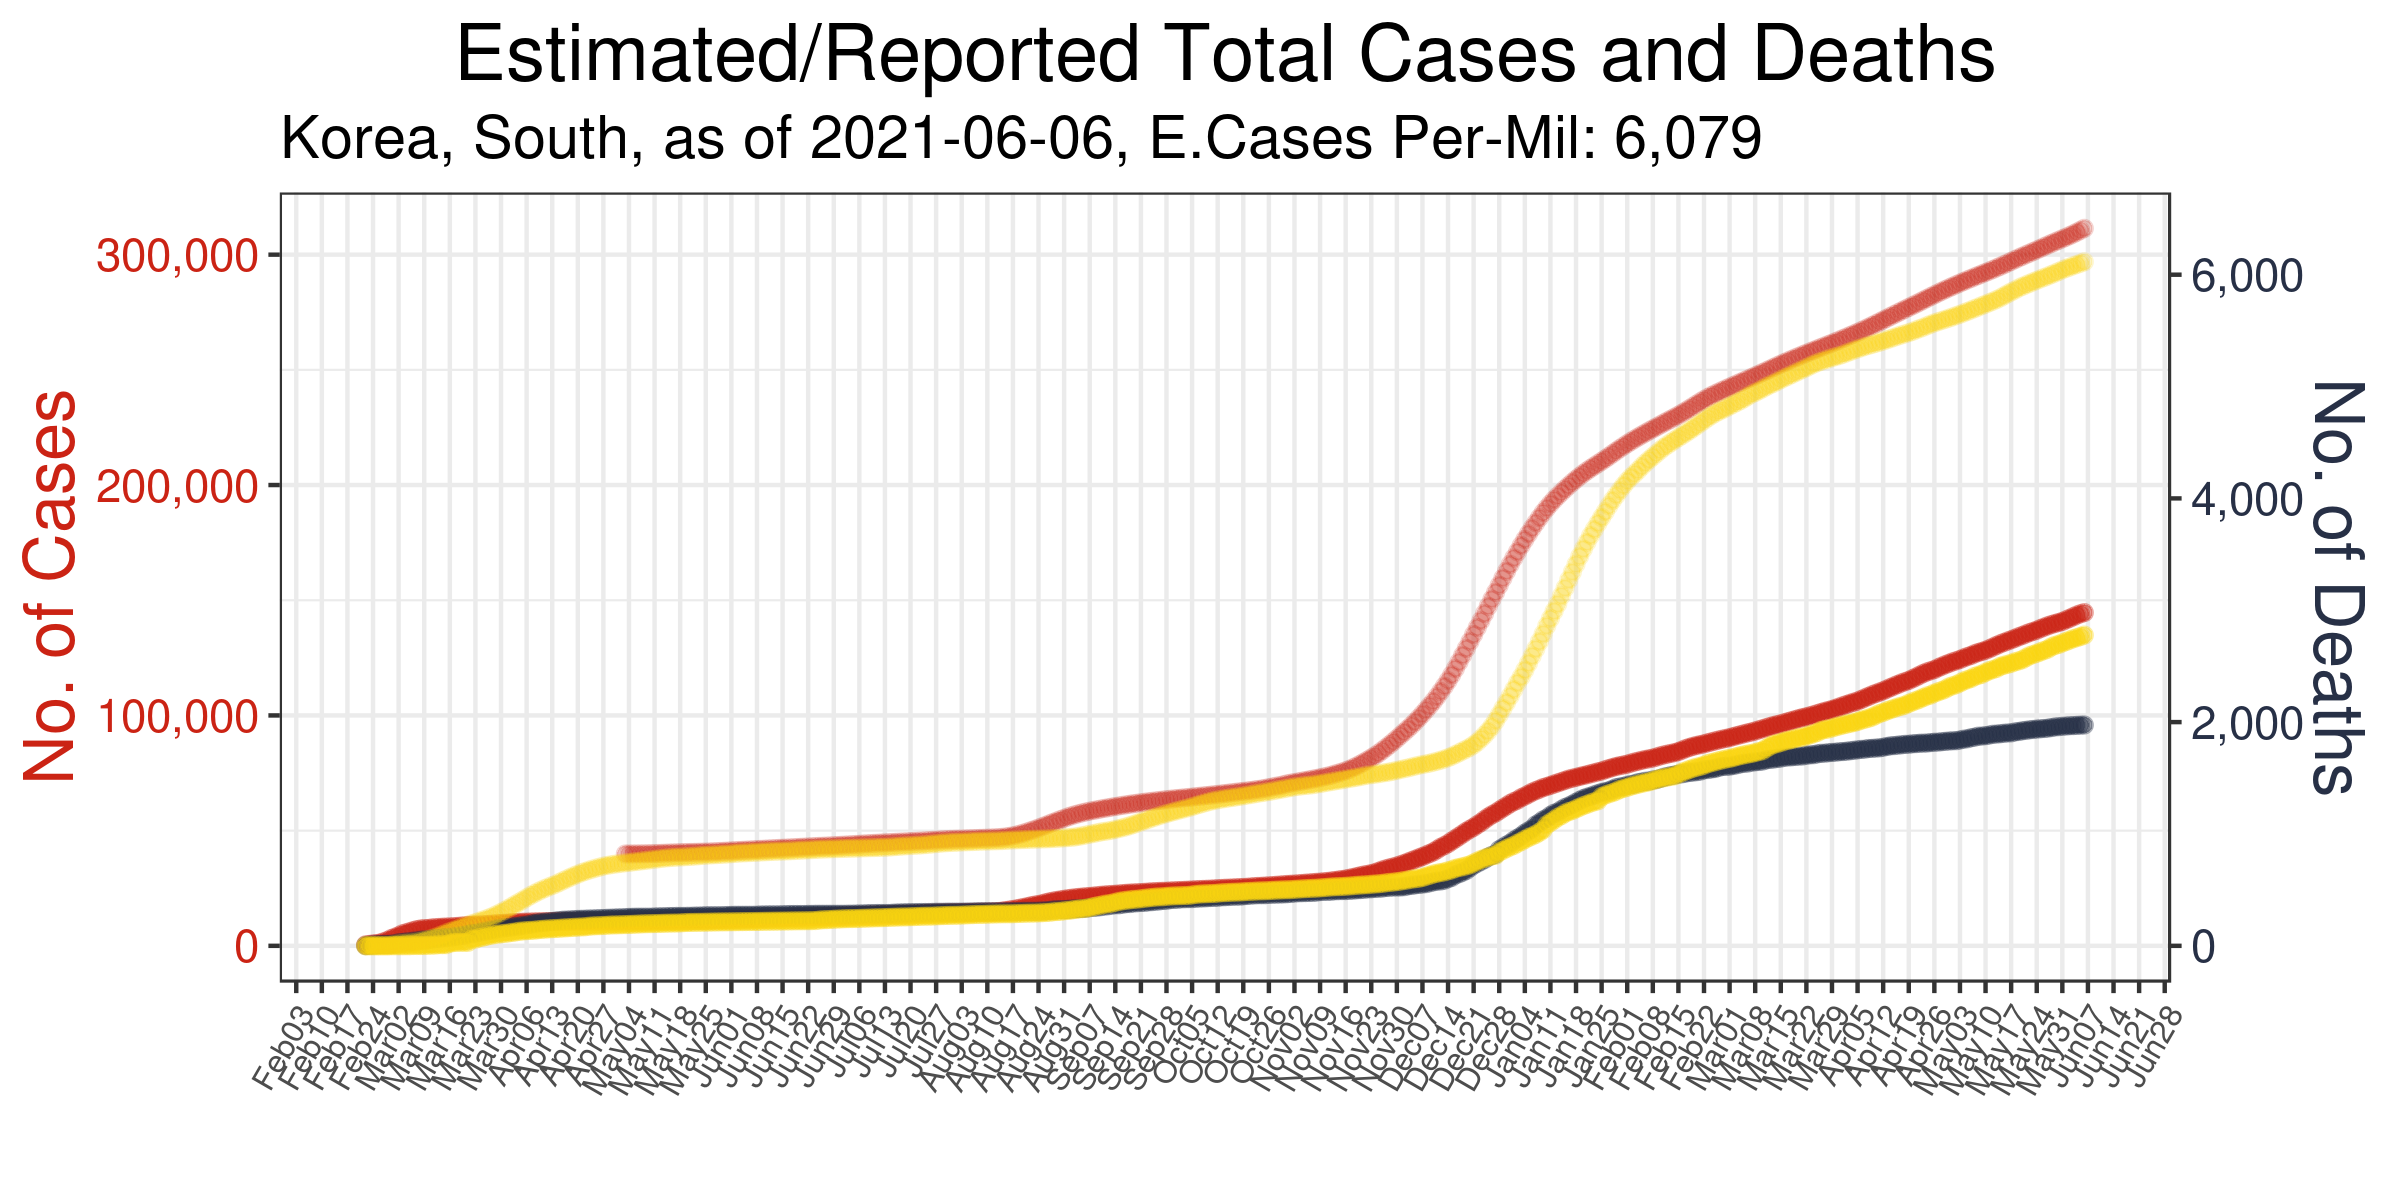 Estimated/Reported Total Cases and Deaths
Korea, South, as of 2021-06-06, E.Cases Per-Mil: 6,079
No. of Cases
300,000
200,000
100,000
0
6,000
4,000
2,000
0
No. of Deaths
Feb03
Feb10
Feb17
Feb24
Mar02
Mar09
Mar16
Mar23
Mar30
Apr06
Apr13
Apr20
Apr27
May04
May11
May18
May25
Jun01
Jun08
Jun15
Jun22
Jun29
Jul06
Jul13
Jul20
Jul27
Aug03
Aug10
Aug17
Aug24
Aug31
Sep07
Sep14
Sep21
Sep28
Oct05
Oct12
Oct19
Oct26
Nov02
Nov09
Nov16
Nov23
Nov30
Dec07
Dec14
Dec21
Dec28
Jan04
Jan11
Jan18
Jan25
Feb01
Feb08
Feb15
Feb22
Mar01
Mar08
Mar15
Mar22
Mar29
Apr05
Apr12
Apr19
Apr26
May03
May10
May17
May24
May31
Jun07
Jun14
Jun21
Jun28